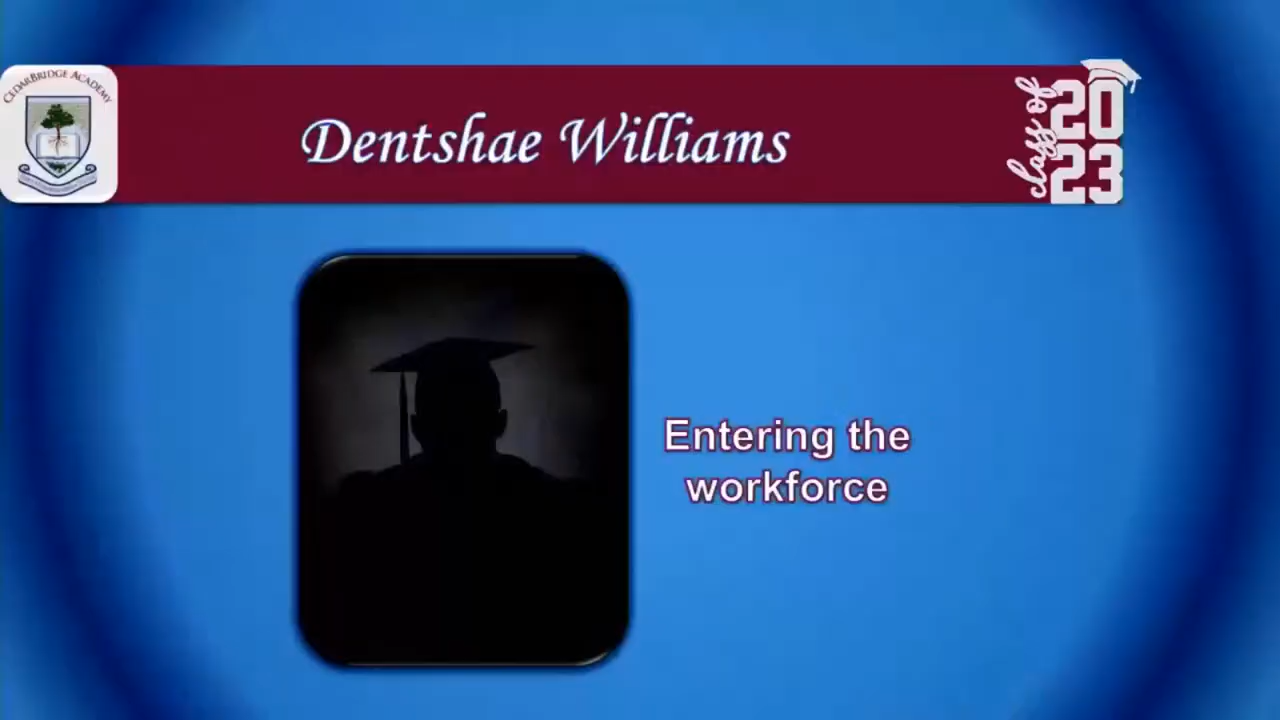 CEDARBRIDGE ACADEMY
Dentshae Williams
class of
20
23
Entering the
workforce